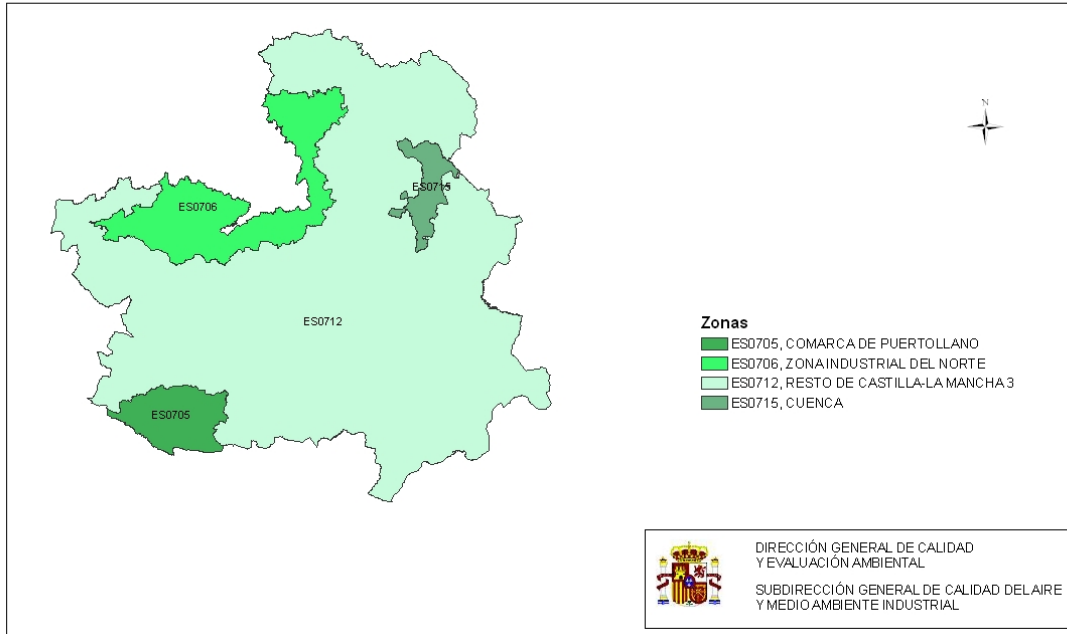 N
ES0715
ES0706
ES0712
ES0705
Zonas
ES0705, COMARCA DE PUERTOLLANO
ES0706, ZONA INDUSTRIAL DEL NORTE
ES0712, RESTO DE CASTILLA-LA MANCHA 3
ES0715, CUENCA
DIRECCIÓN GENERAL DE CALIDAD
Y EVALUACIÓN AMBIENTAL
SUBDIRECCIÓN GENERAL DE CALIDAD DEL AIRE
Y MEDIO AMBIENTE INDUSTRIAL